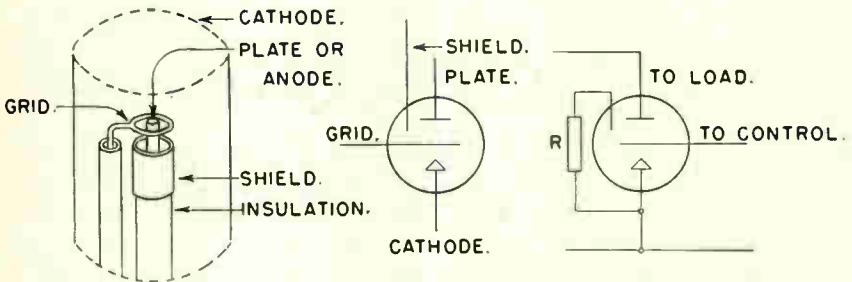 CATHODE.
PLATE OR
ANODE.
GRID.
SHIELD.
INSULATION.
SHIELD.
PLATE.
GRID.
CATHODE.
TO LOAD.
R
TO CONTROL.